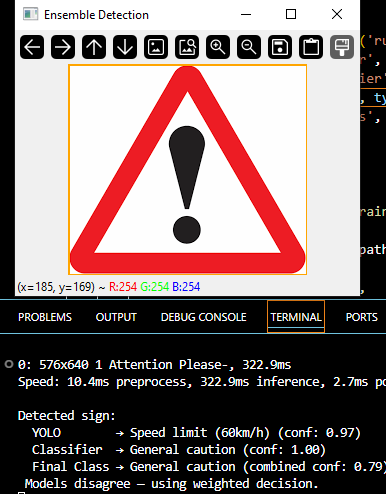 Ensemble Detection
('ru
r',
ier'
, ty
s',
rain
path
(x=185, y=169) ~ R:254 G:254 B:254
PROBLEMS OUTPUT DEBUG CONSOLE TERMINAL PORTS
0: 576x640 1 Attention Please-, 322.9ms
Speed: 10.4ms preprocess, 322.9ms inference, 2.7ms po
Detected sign:
YOLO → Speed limit (60km/h) (conf: 0.97)
Classifier → General caution (conf: 1.00)
Final Class → General caution (combined conf: 0.79)
Models disagree — using weighted decision.